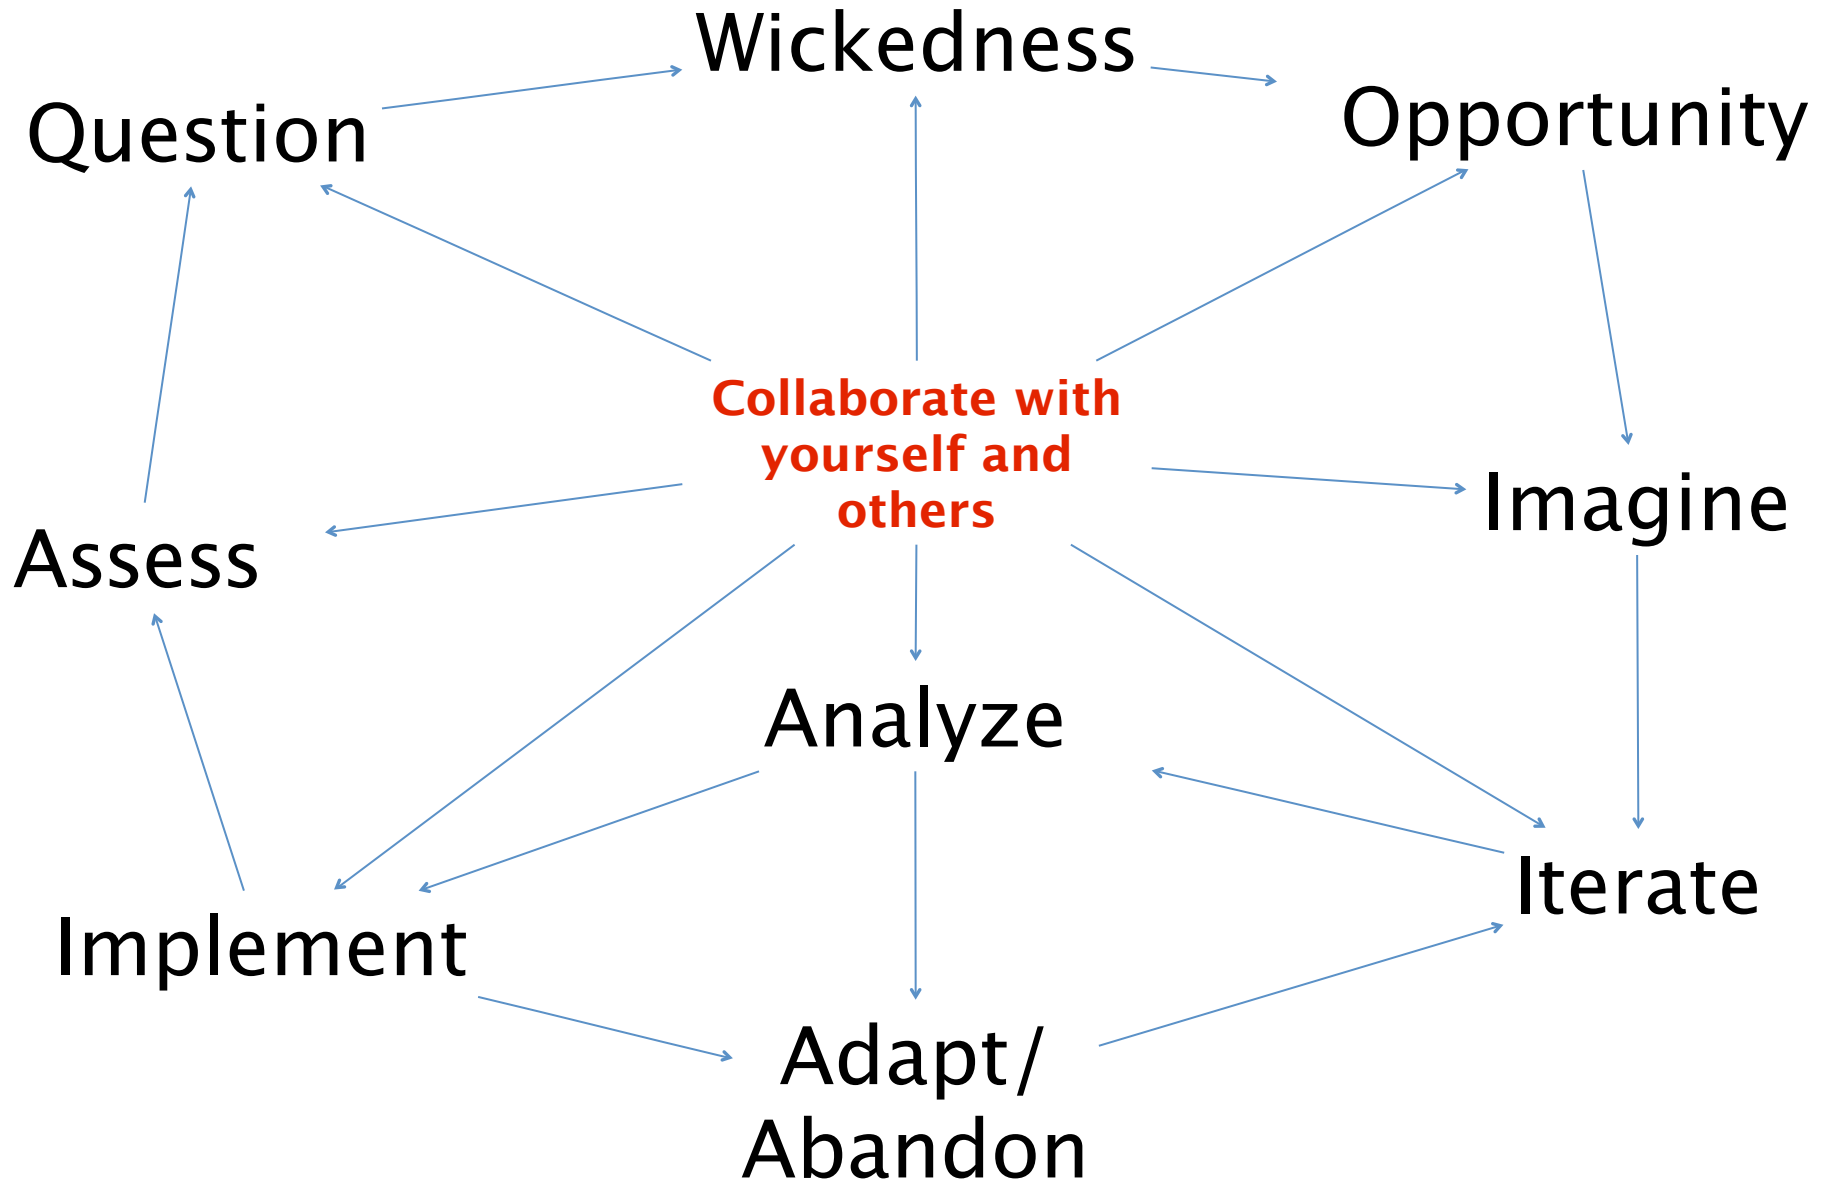 Wickedness
Question
Opportunity
Collaborate with
yourself and
others
Imagine
Assess
Analyze
Iterate
Implement
Adapt/
Abandon